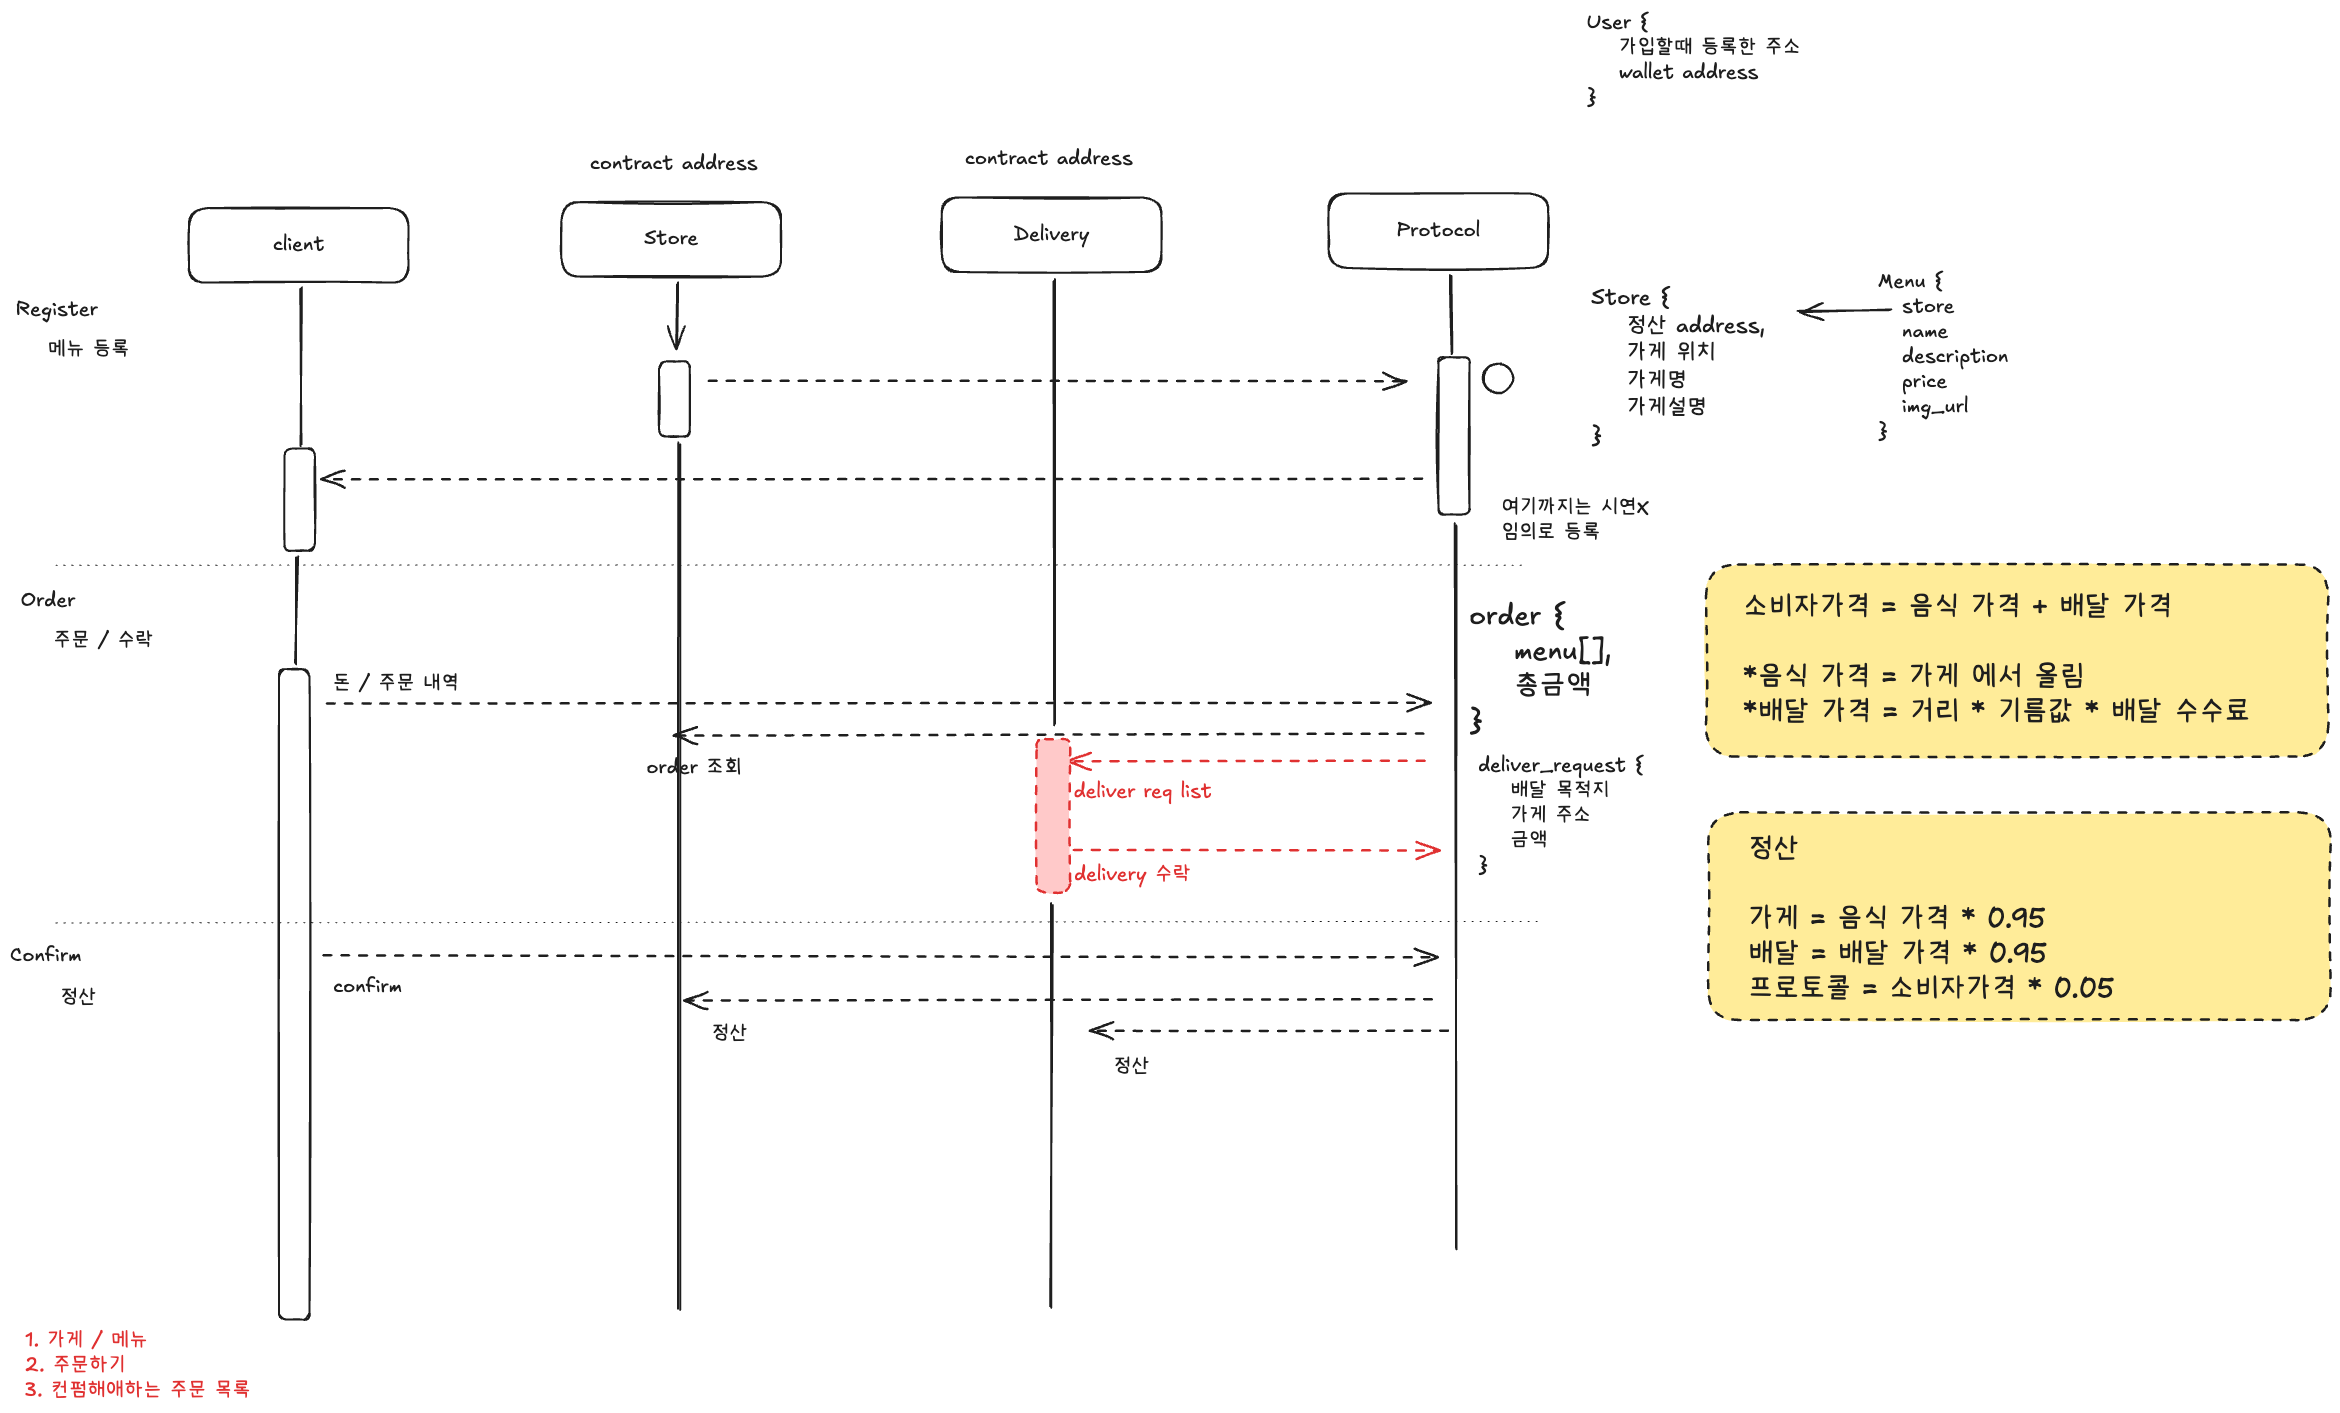 User {
가입할때 등록한 주소
wallet address
}
contract address
contract address
client
Store
Delivery
Protocol
Register
메뉴 등록
Store {
정산 address,
가게 위치
가게명
가게설명
}
Menu {
store
name
description
price
img_url
}
여기까지는 시연X
임의로 등록
Order
주문 / 수락
돈 / 주문 내역
order 조회
order {
menu[],
총금액
}
deliver req list
delivery 수락
deliver_request {
배달 목적지
가게 주소
금액
}
소비자가격 = 음식 가격 + 배달 가격
*음식 가격 = 가게 에서 올림
*배달 가격 = 거리 * 기름값 * 배달 수수료
정산
가게 = 음식 가격 * 0.95
배달 = 배달 가격 * 0.95
프로토콜 = 소비자가격 * 0.05
Confirm
정산
confirm
정산
정산
1. 가게 / 메뉴
2. 주문하기
3. 컨펌해애하는 주문 목록